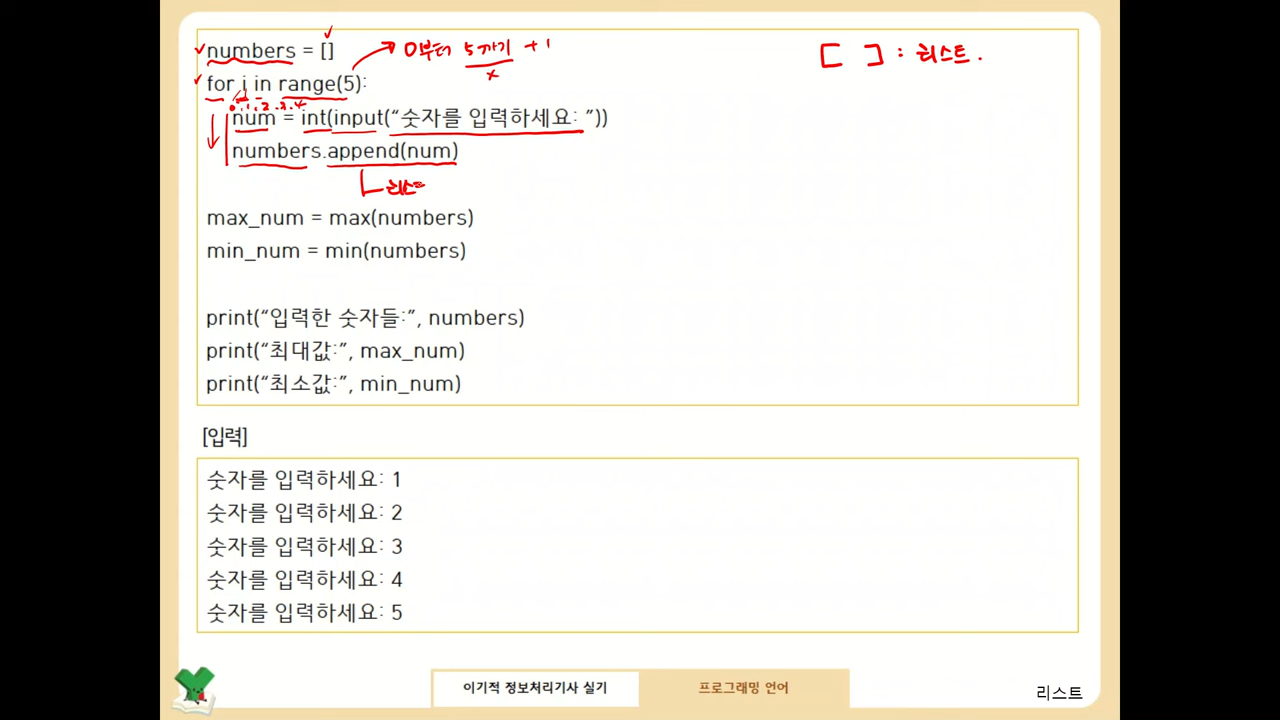 numbers = []
0부터 5까지 +1
x
[ ] : 리스트.
for i in range(5):
0. 1. 2. 3. 4
num = int(input(“숫자를 입력하세요: ”))
numbers.append(num)
리스트
max_num = max(numbers)
min_num = min(numbers)
print(“입력한 숫자들:”, numbers)
print(“최대값:”, max_num)
print(“최소값:”, min_num)
[입력]
숫자를 입력하세요: 1
숫자를 입력하세요: 2
숫자를 입력하세요: 3
숫자를 입력하세요: 4
숫자를 입력하세요: 5
이기적 정보처리기사 실기
프로그래밍 언어
리스트